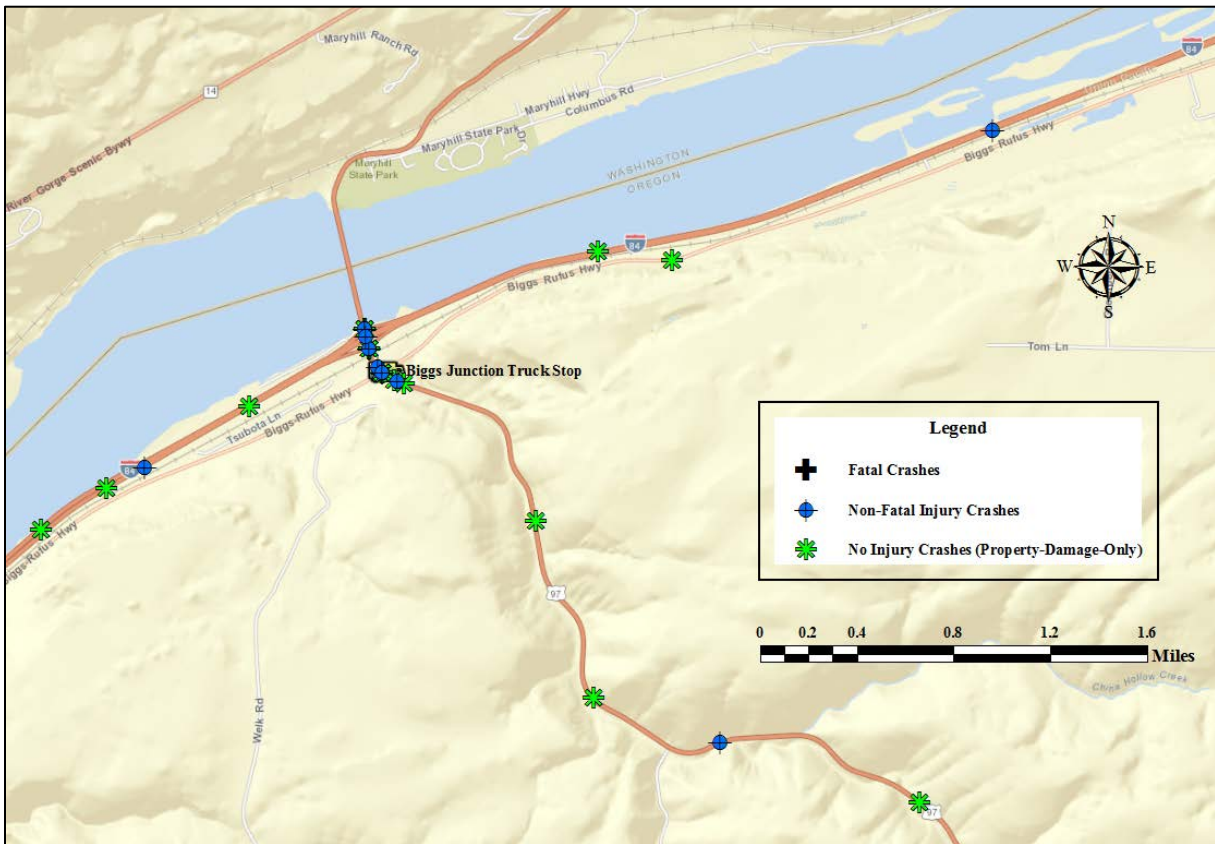 Maryhill Ranch Rd
14
River Gorge Scenic Bywy
Maryhill Hwy
Columbus Rd
Maryhill State Park Dr
Maryhill
State Park
WASHINGTON
OREGON
84
Biggs Rufus Hwy
84
Biggs Rufus Hwy
N
W
E
S
Tom Ln
Biggs Junction Truck Stop
Tsubota Ln
Biggs-Rufus Hwy
84
Biggs-Rufus Hwy
Welk Rd
97
China Hollow Creek
97
Legend
Fatal Crashes
Non-Fatal Injury Crashes
No Injury Crashes (Property-Damage-Only)
0 0.2 0.4 0.8 1.2 1.6
Miles